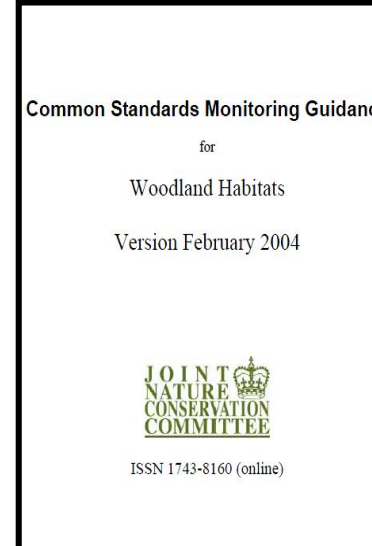 Common Standards Monitoring Guidanc
for
Woodland Habitats
Version February 2004
JOINT
NATURE
CONSERVATION
COMMITTEE
ISSN 1743-8160 (online)